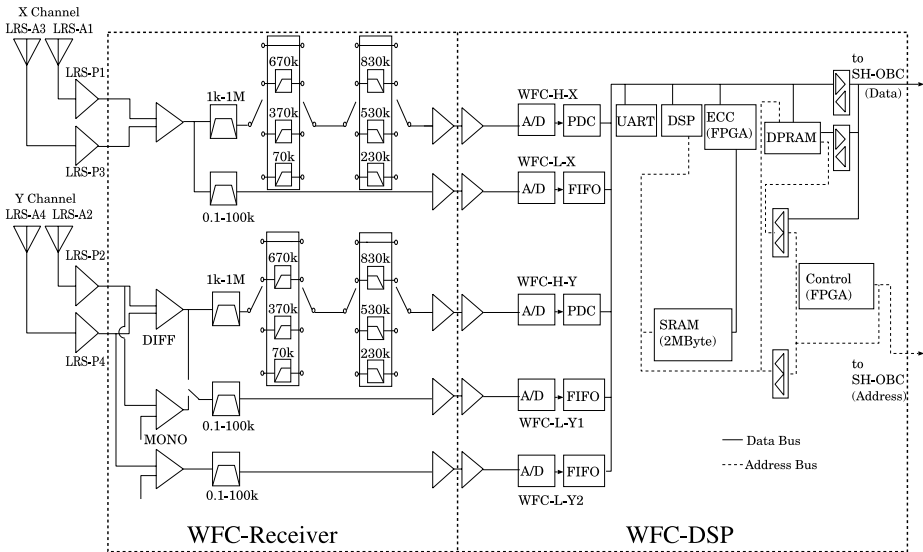 X Channel
LRS-A3 LRS-A1
LRS-P1
LRS-P3
1k-1M
670k
370k
70k
830k
530k
230k
0.1-100k
WFC-H-X
A/D
PDC
WFC-L-X
A/D
FIFO
UART
DSP
ECC
(FPGA)
DPRAM
to
SH-OBC
(Data)
Y Channel
LRS-A4 LRS-A2
LRS-P2
LRS-P4
DIFF
MONO
1k-1M
670k
370k
70k
830k
530k
230k
0.1-100k
0.1-100k
WFC-H-Y
A/D
PDC
A/D
FIFO
WFC-L-Y1
A/D
FIFO
WFC-L-Y2
SRAM
(2MByte)
Control
(FPGA)
to
SH-OBC
(Address)
Data Bus
Address Bus
WFC-Receiver
WFC-DSP